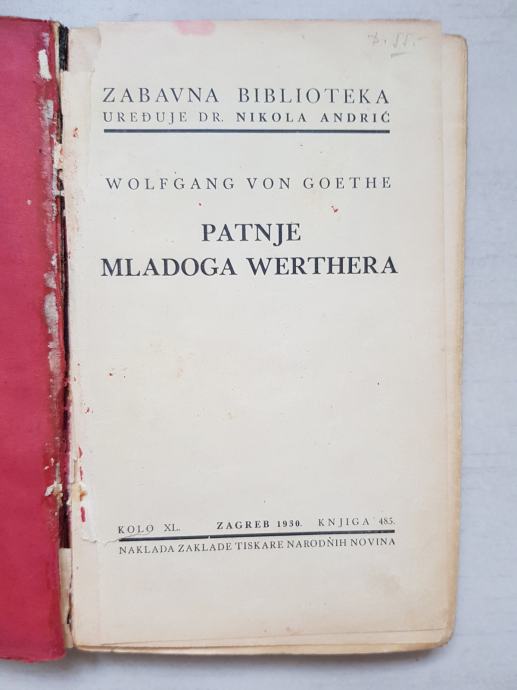 ZABAVNA BIBLIOTEKA
UREĐUJE DR. NIKOLA ANDRIĆ
WOLFGANG VON GOETHE
PATNJE
MLADOGA WERTHERA
KOLO XL. ZAGREB 1930. KNJIGA 485.
NAKLADA ZAKLADE TISKARE NARODNIH NOVINA